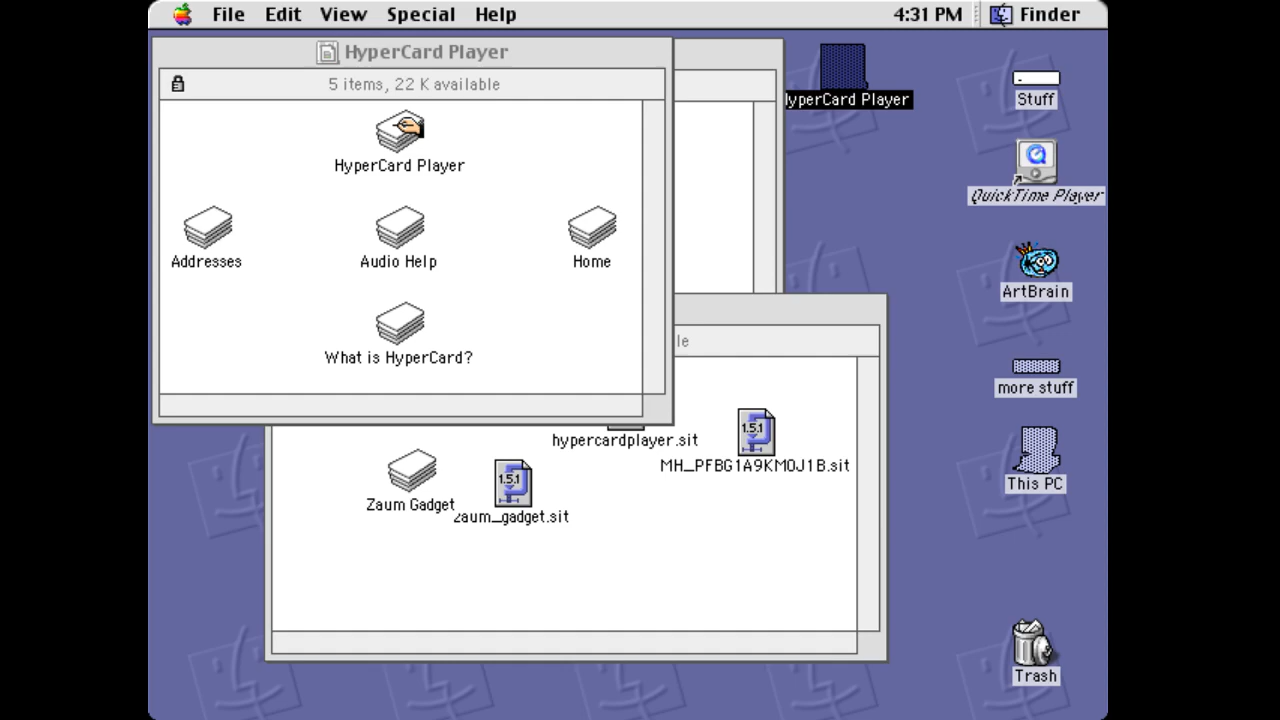 File Edit View Special Help 4:31 PM Finder
HyperCard Player
5 items, 22 K available
HyperCard Player
Addresses
Audio Help
Home
What is HyperCard?
HyperCard Player
Stuff
QuickTime Player
ArtBrain
more stuff
This PC
Trash
le
hypercardplayer.sit
1.5.1
MH_PFBG1A9KM0J1B.sit
Zaum Gadget
1.5.1
zaum_gadget.sit